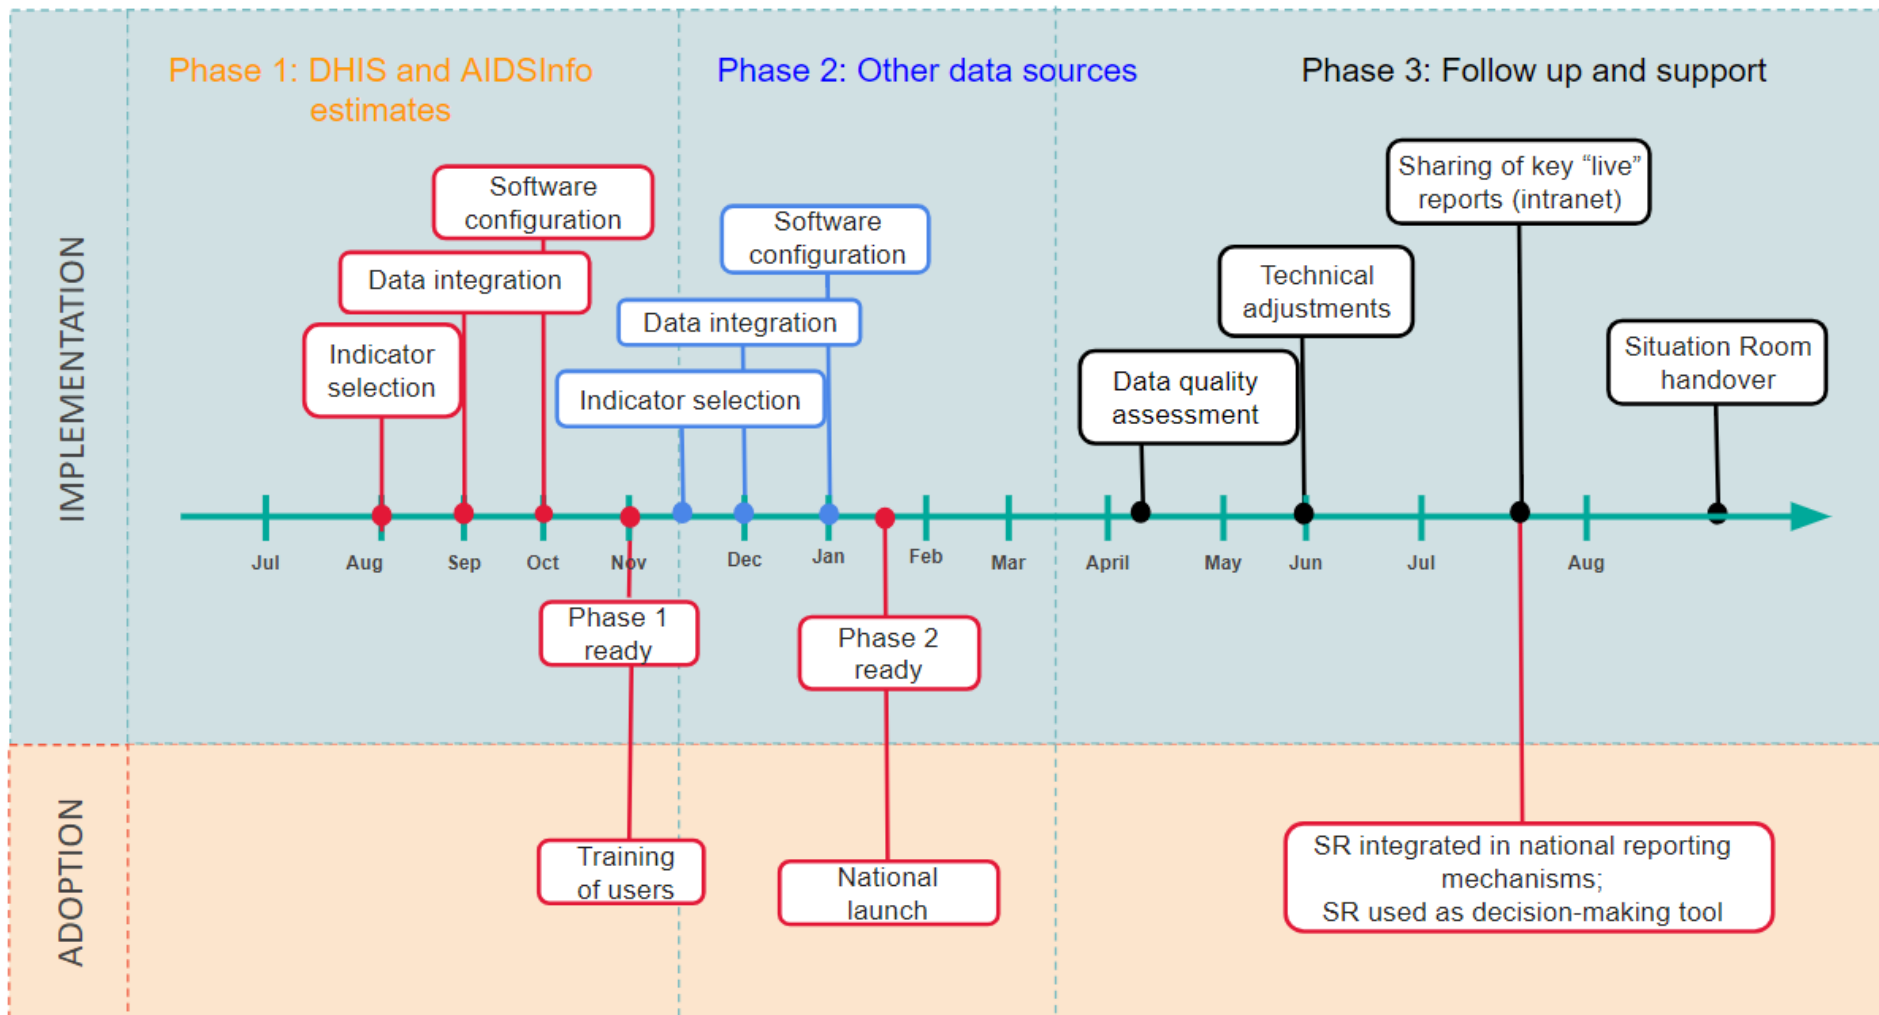 Phase 1: DHIS and AIDSInfo
estimates
Phase 2: Other data sources
Phase 3: Follow up and support
IMPLEMENTATION
Software
configuration
Data integration
Indicator
selection
Software
configuration
Data integration
Indicator selection
Sharing of key “live”
reports (intranet)
Technical
adjustments
Data quality
assessment
Situation Room
handover
Jul
Aug
Sep
Oct
Nov
Dec
Jan
Feb
Mar
April
May
Jun
Jul
Aug
Phase 1
ready
Phase 2
ready
ADOPTION
Training
of users
National
launch
SR integrated in national reporting
mechanisms;
SR used as decision-making tool